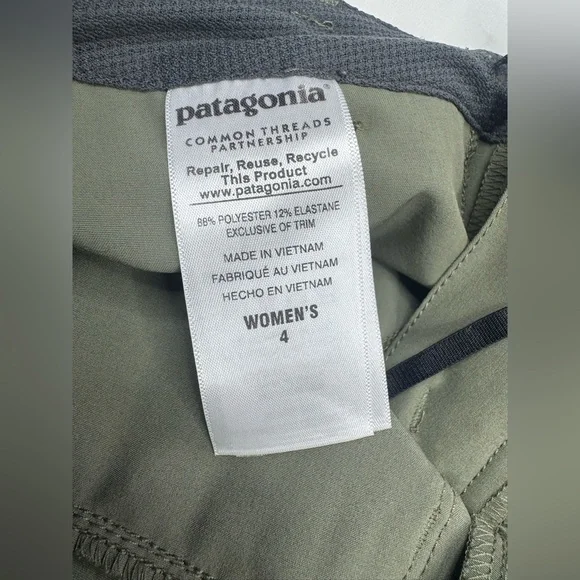 patagonia®
COMMON THREADS
PARTNERSHIP
Repair, Reuse, Recycle
This Product
www.patagonia.com
88% POLYESTER 12% ELASTANE
EXCLUSIVE OF TRIM
MADE IN VIETNAM
FABRIQUÉ AU VIETNAM
HECHO EN VIETNAM
WOMEN'S
4